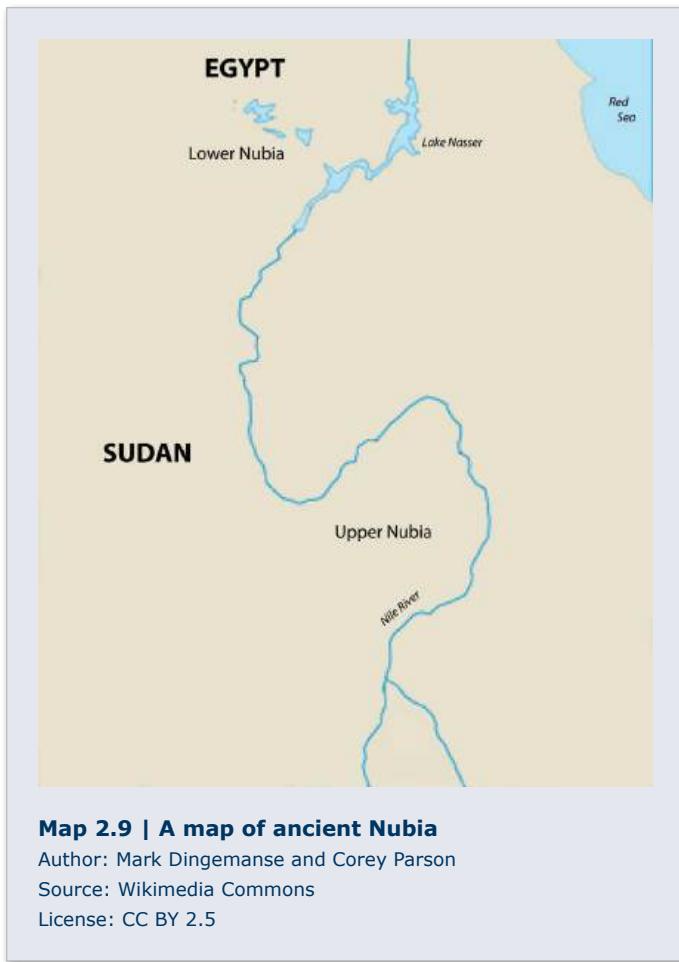 EGYPT
Red
Sea
Lake Nasser
Lower Nubia
SUDAN
Upper Nubia
Nile River
Map 2.9 | A map of ancient Nubia
Author: Mark Dingemanse and Corey Parson
Source: Wikimedia Commons
License: CC BY 2.5